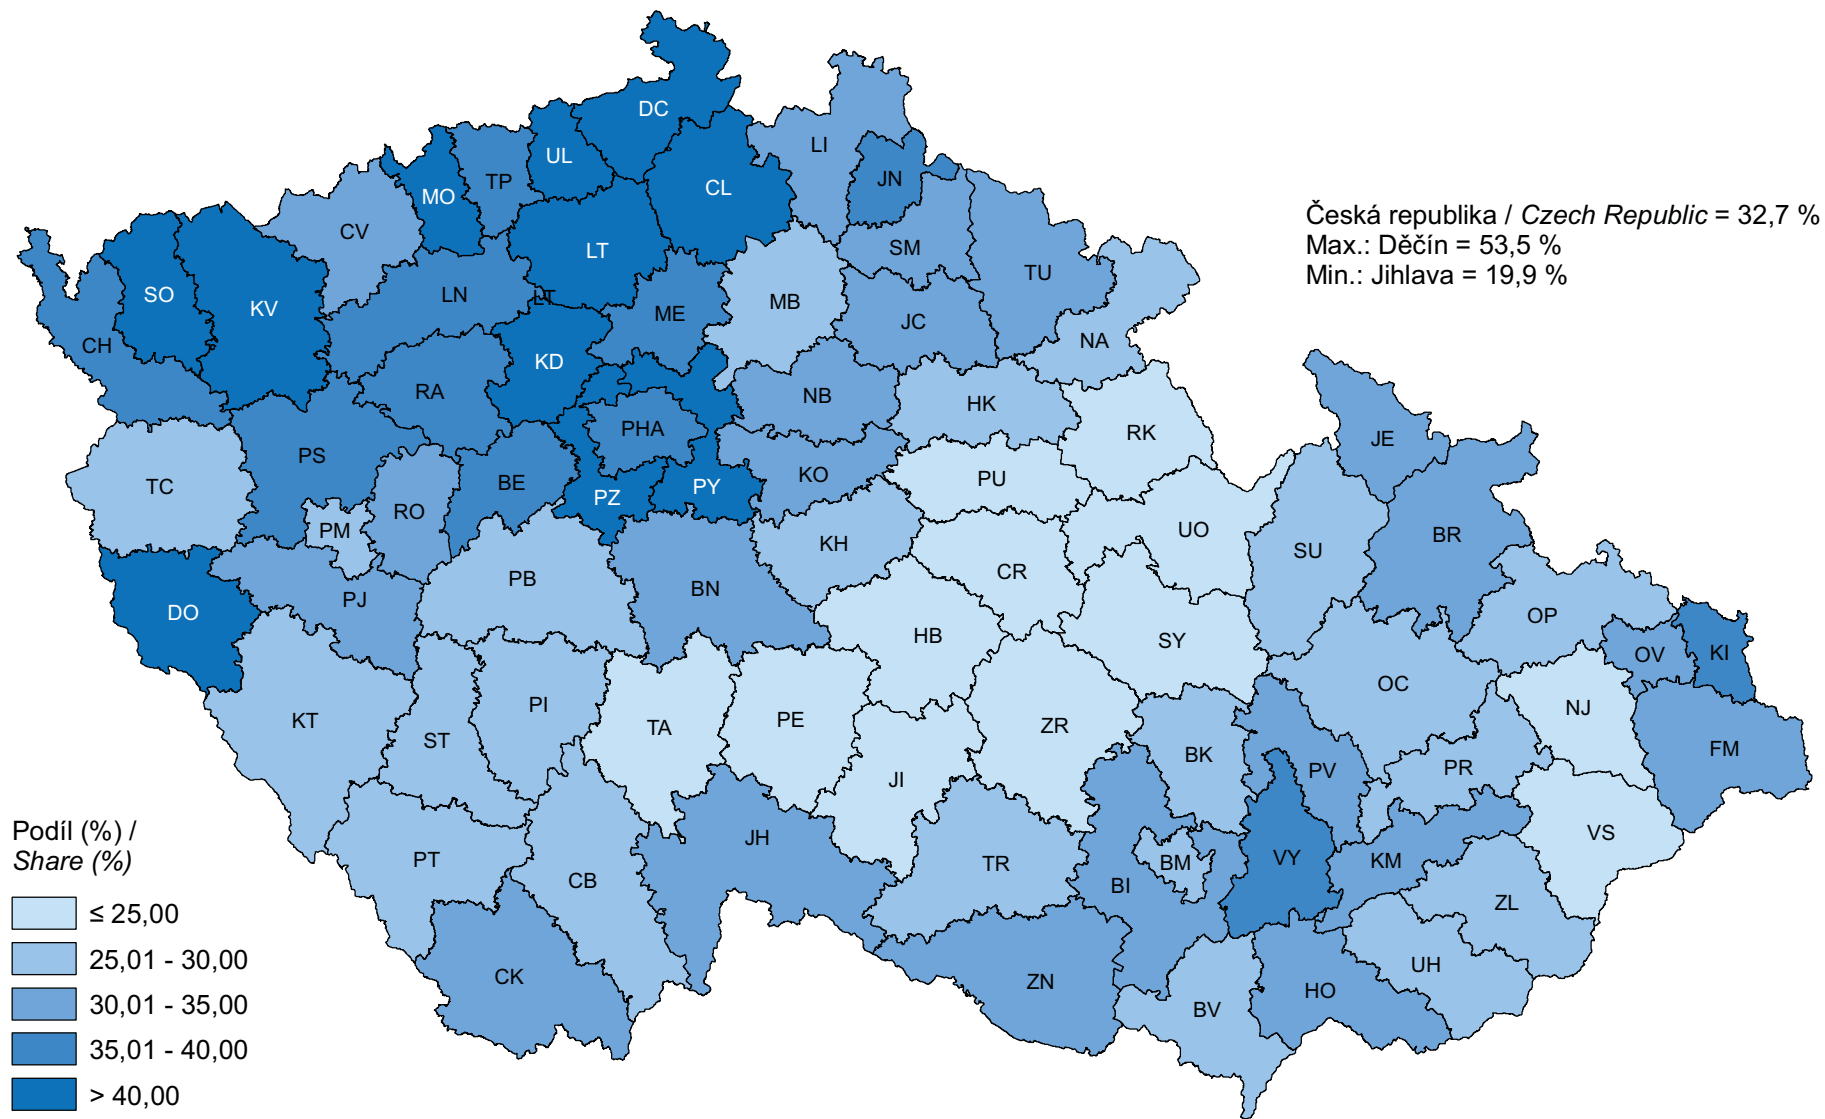 DC
LI
UL
TP
JN
CL
MO
Česká republika / Czech Republic = 32,7 %
CV
Max.: Děčín = 53,5 %
SM
LT
TU
Min.: Jihlava = 19,9 %
SO
LN
LT
MB
KV
ME
JC
CH
NA
KD
RA
NB
HK
PHA
RK
JE
PS
TC
BE
KO
PU
PZ
PY
RO
PM
UO
BR
KH
SU
PB
CR
BN
PJ
DO
HB
SY
OP
OV
KI
OC
PI
KT
ST
TA
PE
ZR
NJ
FM
BK
PR
PV
JI
Podíl (%) /
Share (%)
JH
VS
PT
VY
KM
TR
BM
CB
BI
ZL
≤ 25,00
25,01 - 30,00
UH
CK
ZN
HO
BV
30,01 - 35,00
35,01 - 40,00
> 40,00